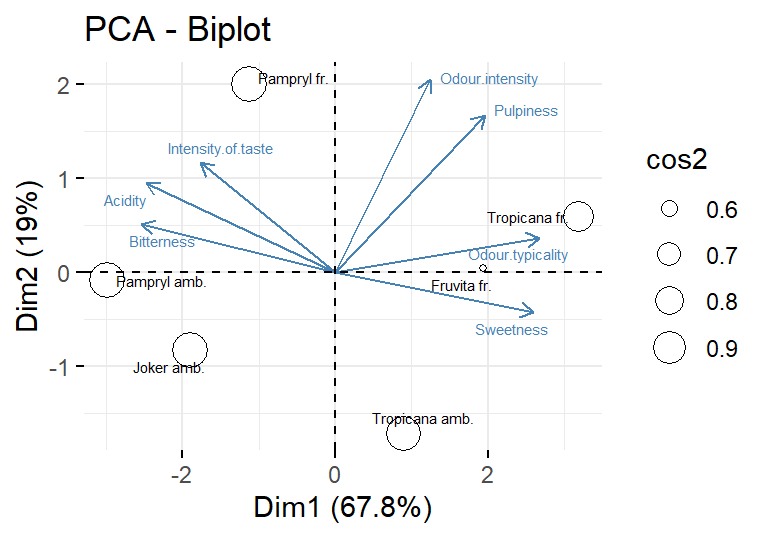 PCA - Biplot
Pampryl fr.
Odour.intensity
Pulpiness
Intensity.of.taste
Acidity
Tropicana fr.
Bitterness
Odour.typicality
Pampryl amb.
Fruvita fr.
Sweetness
Joker amb.
Tropicana amb.
2
1
0
-1
Dim2 (19%)
-2
0
2
Dim1 (67.8%)
cos2
0.6
0.7
0.8
0.9